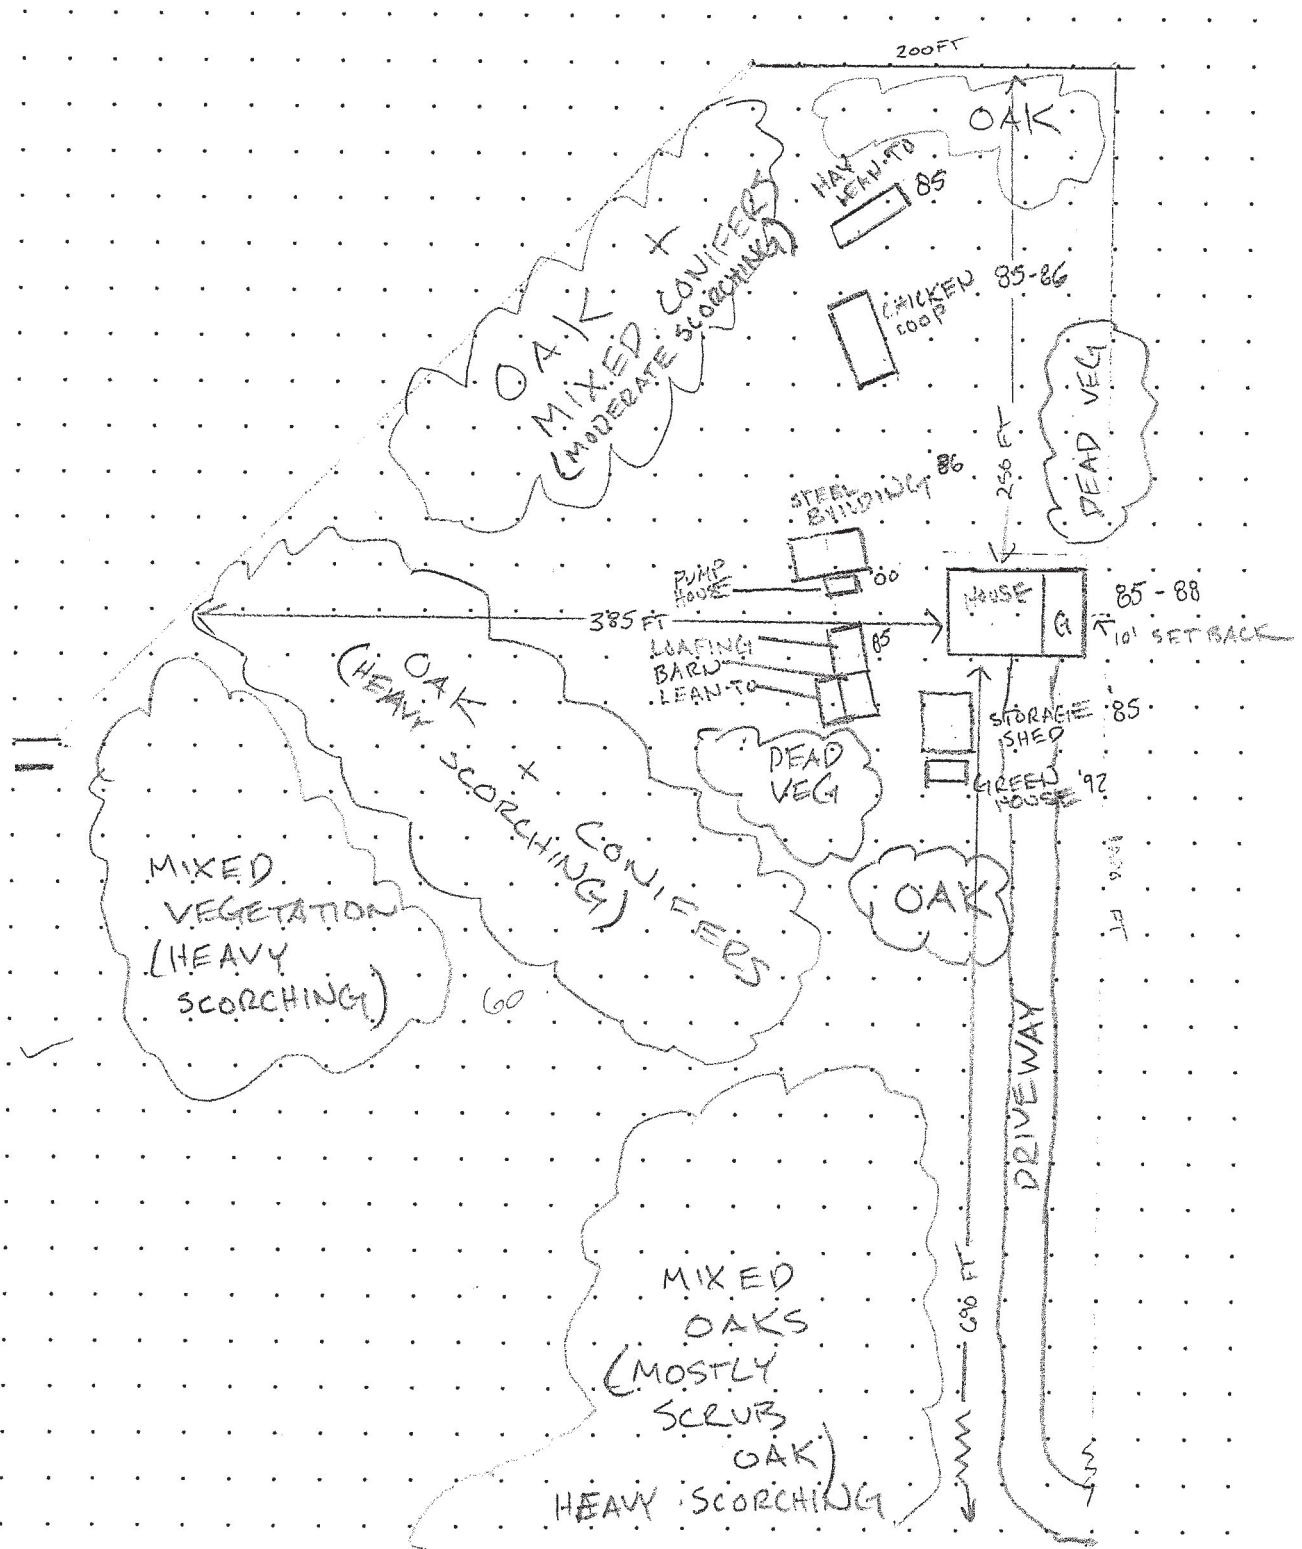 200 FT
OAK
HAY
LEAN-TO
85
OAK
X
MIXED CONIFERS
(MODERATE SCORCHING)
CHICKEN
COOP
85-86
DEAD VEG
250 FT
STEEL
BUILDING
86
PUMP
HOUSE
'00
HOUSE
G
85 - 88
10' SET BACK
385 FT
LOAFING
BARN
LEAN-TO
85
OAK
X
CONIFERS
(HEAVY SCORCHING)
STORAGE
SHED
'85
DEAD
VEG
GREEN
HOUSE
'92
MIXED
VEGETATION
(HEAVY
SCORCHING)
OAK
60
FT
DRIVEWAY
690 FT
MIXED
OAKS
(MOSTLY
SCRUB
OAK)
HEAVY SCORCHING